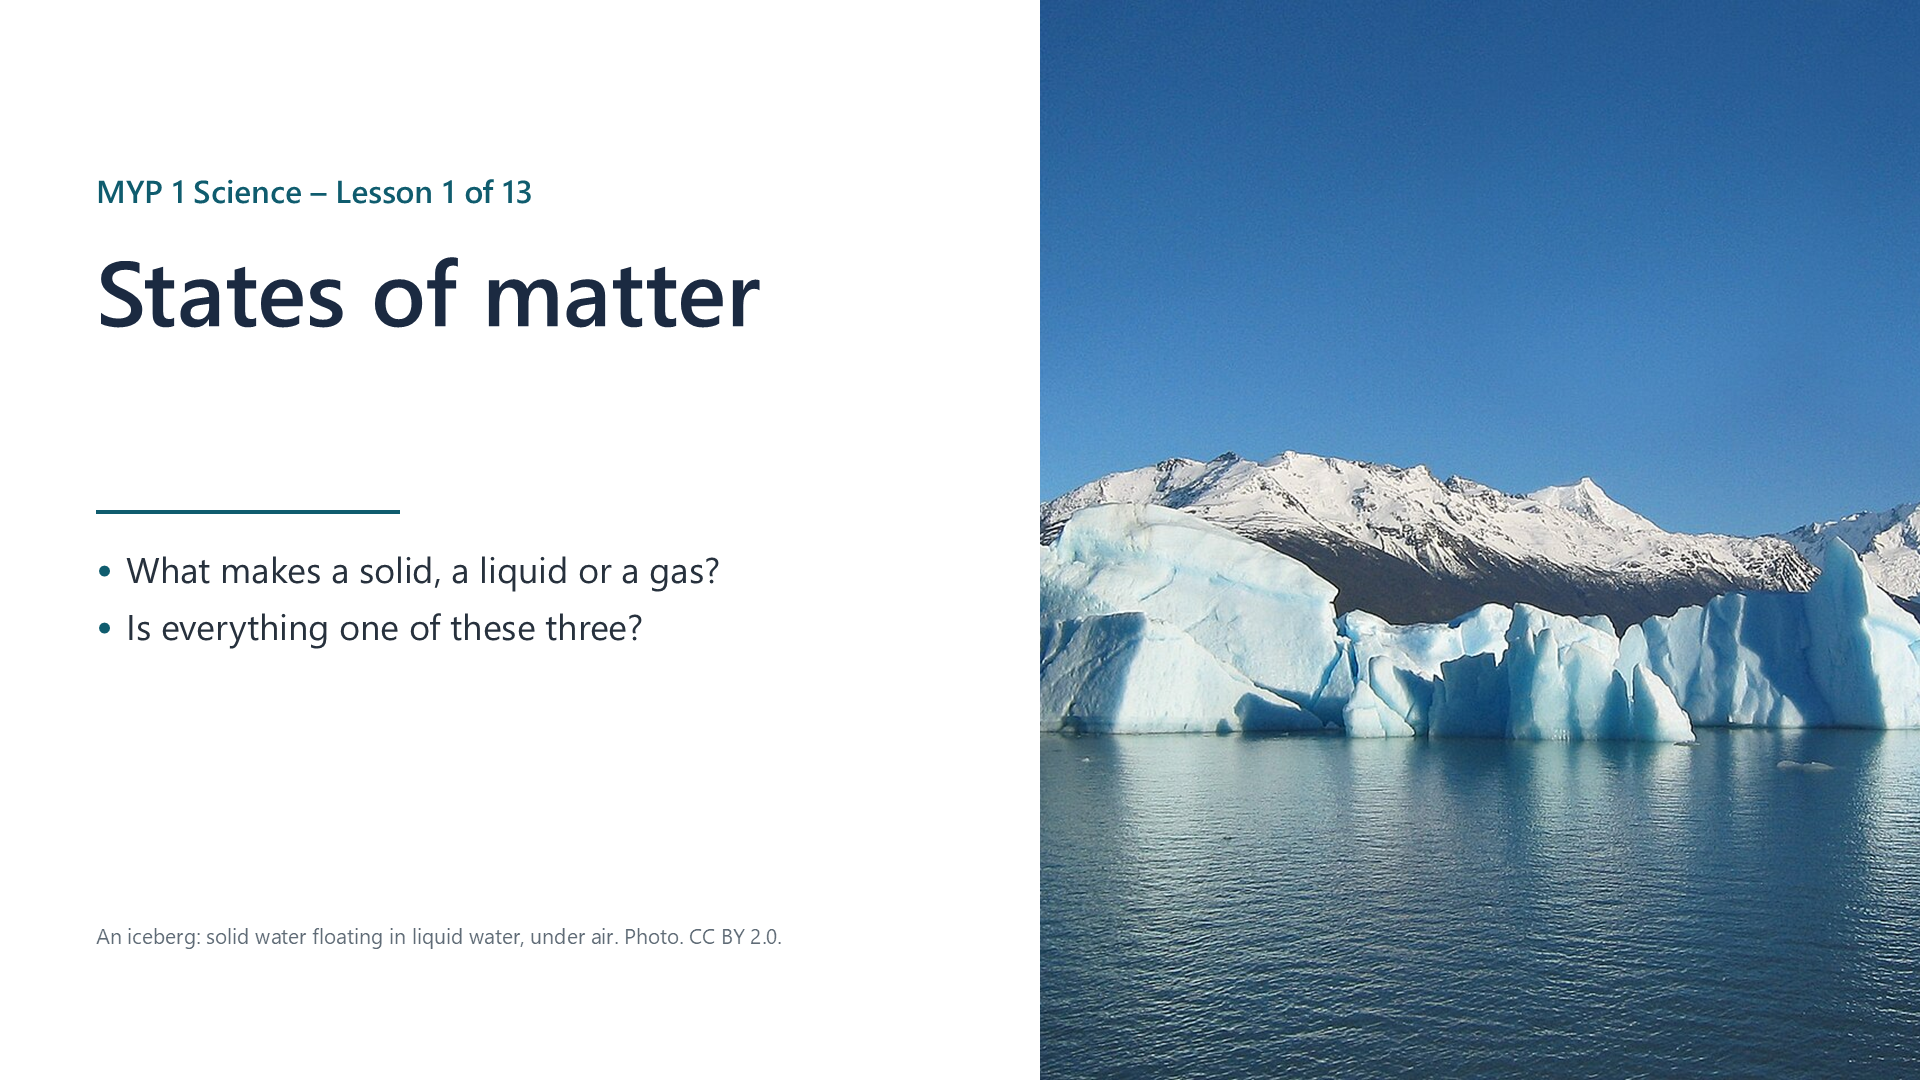 MYP 1 Science – Lesson 1 of 13
States of matter
• What makes a solid, a liquid or a gas?
• Is everything one of these three?
An iceberg: solid water floating in liquid water, under air. Photo. CC BY 2.0.